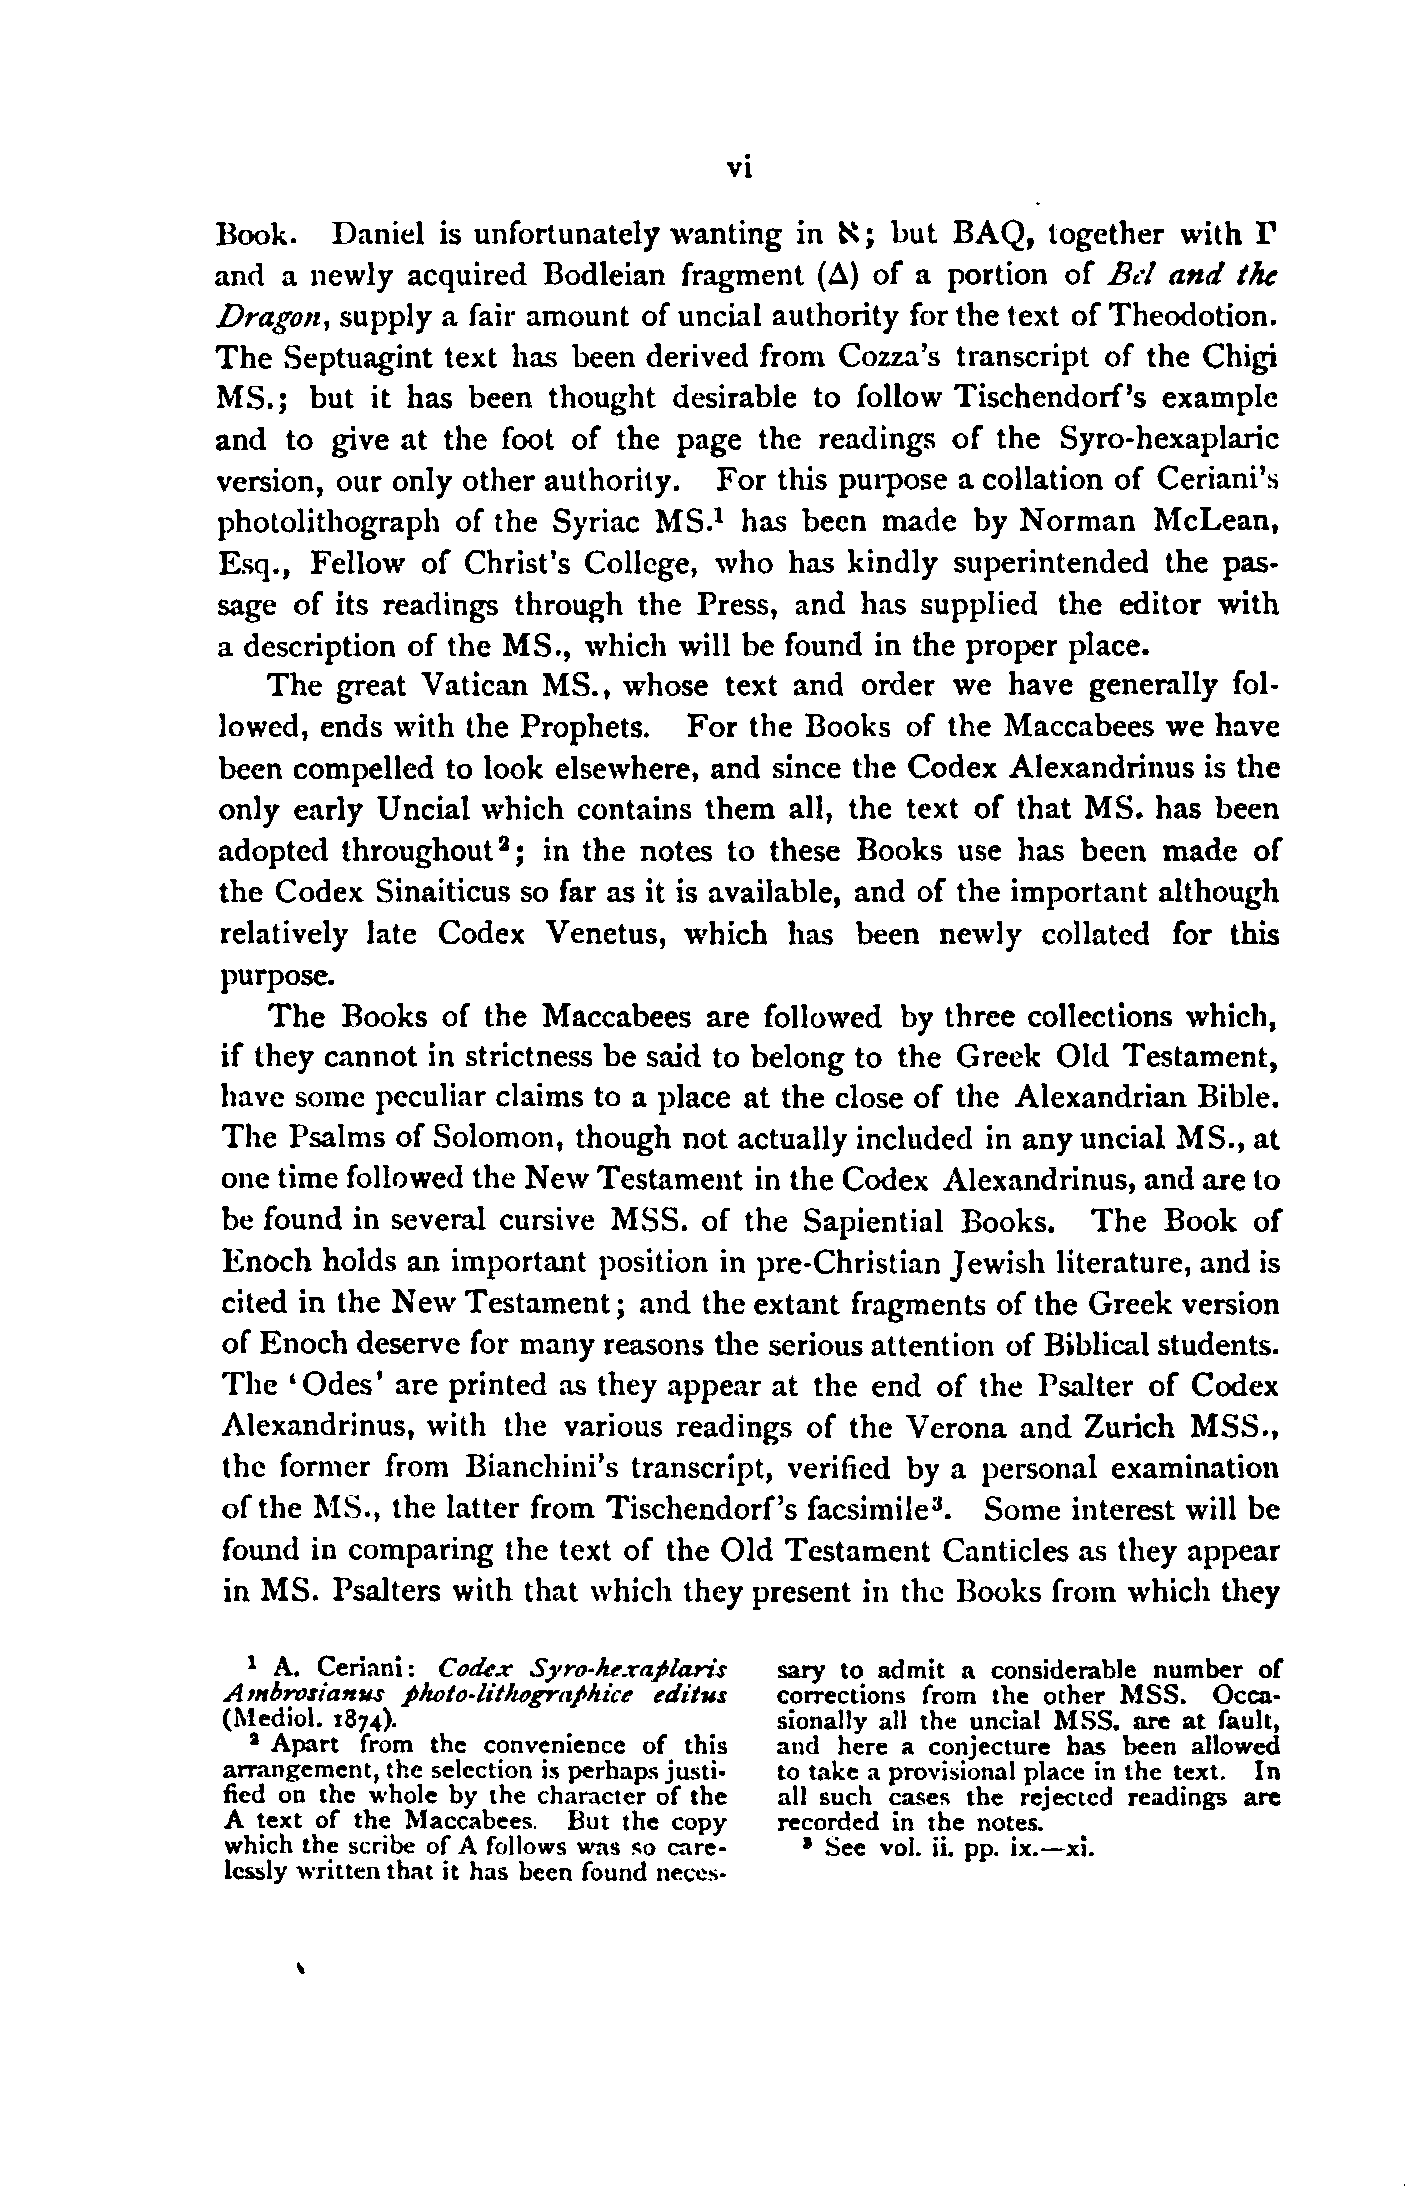 vi
Book. Daniel is unfortunately wanting in ℵ; but BAQ, together with Γ
and a newly acquired Bodleian fragment (Δ) of a portion of Bel and the
Dragon, supply a fair amount of uncial authority for the text of Theodotion.
The Septuagint text has been derived from Cozza's transcript of the Chigi
MS.; but it has been thought desirable to follow Tischendorf's example
and to give at the foot of the page the readings of the Syro-hexaplaric
version, our only other authority. For this purpose a collation of Ceriani's
photolithograph of the Syriac MS.¹ has been made by Norman McLean,
Esq., Fellow of Christ's College, who has kindly superintended the pas-
sage of its readings through the Press, and has supplied the editor with
a description of the MS., which will be found in the proper place.
The great Vatican MS., whose text and order we have generally fol-
lowed, ends with the Prophets. For the Books of the Maccabees we have
been compelled to look elsewhere, and since the Codex Alexandrinus is the
only early Uncial which contains them all, the text of that MS. has been
adopted throughout²; in the notes to these Books use has been made of
the Codex Sinaiticus so far as it is available, and of the important although
relatively late Codex Venetus, which has been newly collated for this
purpose.
The Books of the Maccabees are followed by three collections which,
if they cannot in strictness be said to belong to the Greek Old Testament,
have some peculiar claims to a place at the close of the Alexandrian Bible.
The Psalms of Solomon, though not actually included in any uncial MS., at
one time followed the New Testament in the Codex Alexandrinus, and are to
be found in several cursive MSS. of the Sapiential Books. The Book of
Enoch holds an important position in pre-Christian Jewish literature, and is
cited in the New Testament; and the extant fragments of the Greek version
of Enoch deserve for many reasons the serious attention of Biblical students.
The 'Odes' are printed as they appear at the end of the Psalter of Codex
Alexandrinus, with the various readings of the Verona and Zurich MSS.,
the former from Bianchini's transcript, verified by a personal examination
of the MS., the latter from Tischendorf's facsimile³. Some interest will be
found in comparing the text of the Old Testament Canticles as they appear
in MS. Psalters with that which they present in the Books from which they
¹ A. Ceriani: Codex Syro-hexaplaris
Ambrosianus photo-lithographice editus
(Mediol. 1874).
² Apart from the convenience of this
arrangement, the selection is perhaps justi-
fied on the whole by the character of the
A text of the Maccabees. But the copy
which the scribe of A follows was so care-
lessly written that it has been found neces-
sary to admit a considerable number of
corrections from the other MSS. Occa-
sionally all the uncial MSS. are at fault,
and here a conjecture has been allowed
to take a provisional place in the text. In
all such cases the rejected readings are
recorded in the notes.
³ See vol. ii. pp. ix.—xi.